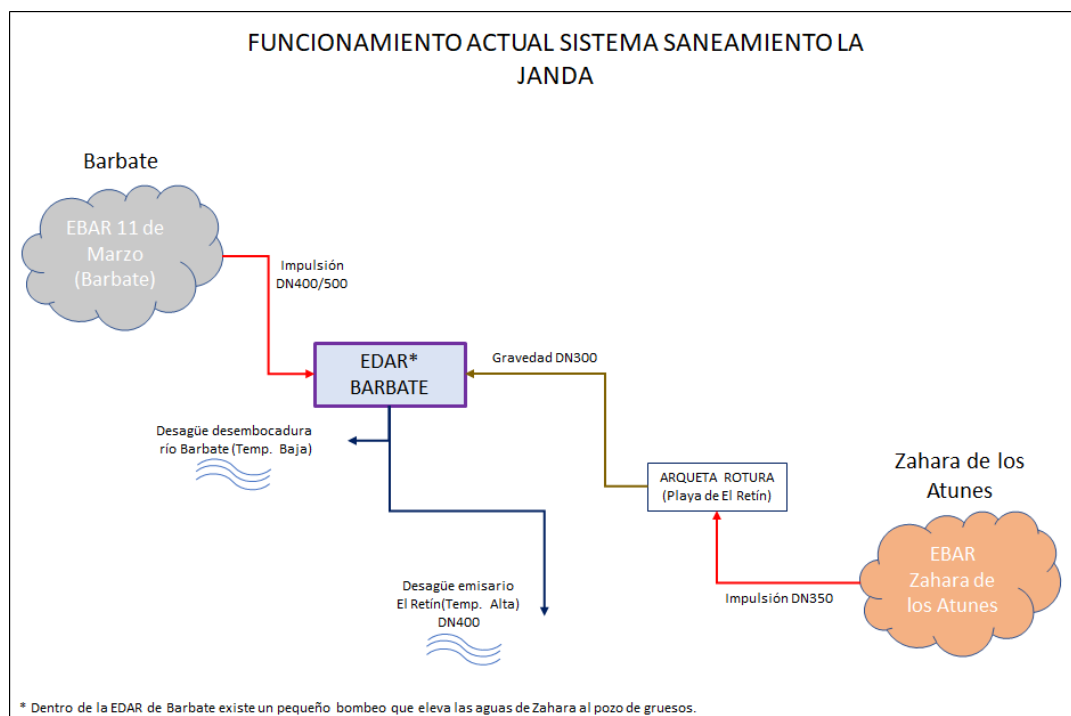 FUNCIONAMIENTO ACTUAL SISTEMA SANEAMIENTO LA
JANDA
Barbate
EBAR 11 de
Marzo
(Barbate)
Impulsión
DN400/500
EDAR*
BARBATE
Gravedad DN300
Desagüe desembocadura
río Barbate (Temp. Baja)
ARQUETA ROTURA
(Playa de El Retín)
Zahara de los
Atunes
EBAR
Zahara de
los Atunes
Impulsión DN350
Desagüe emisario
El Retín(Temp. Alta)
DN400
* Dentro de la EDAR de Barbate existe un pequeño bombeo que eleva las aguas de Zahara al pozo de gruesos.